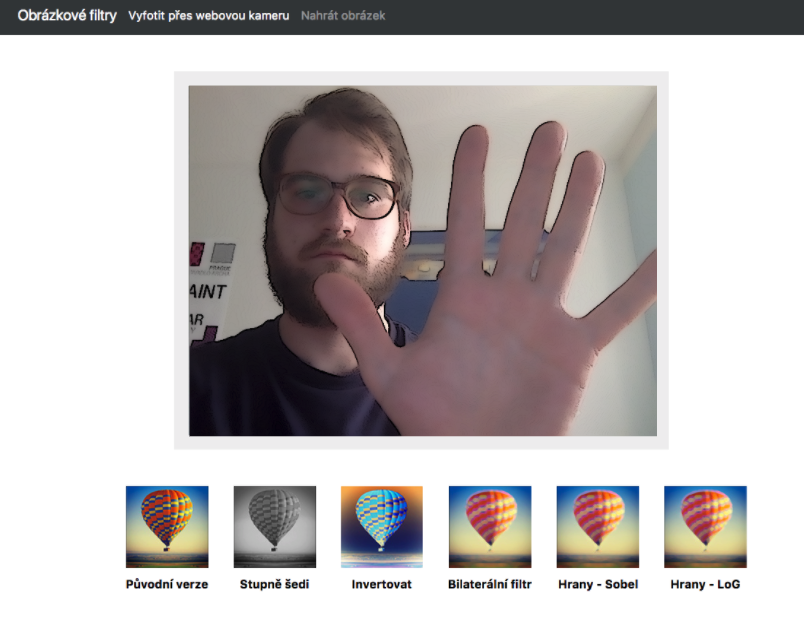 Obrázkové filtry Vyfotit přes webovou kameru Nahrát obrázek
PRAGUE
AINT
AR
Původní verze Stupně šedi Invertovat Bilaterální filtr Hrany - Sobel Hrany - LoG